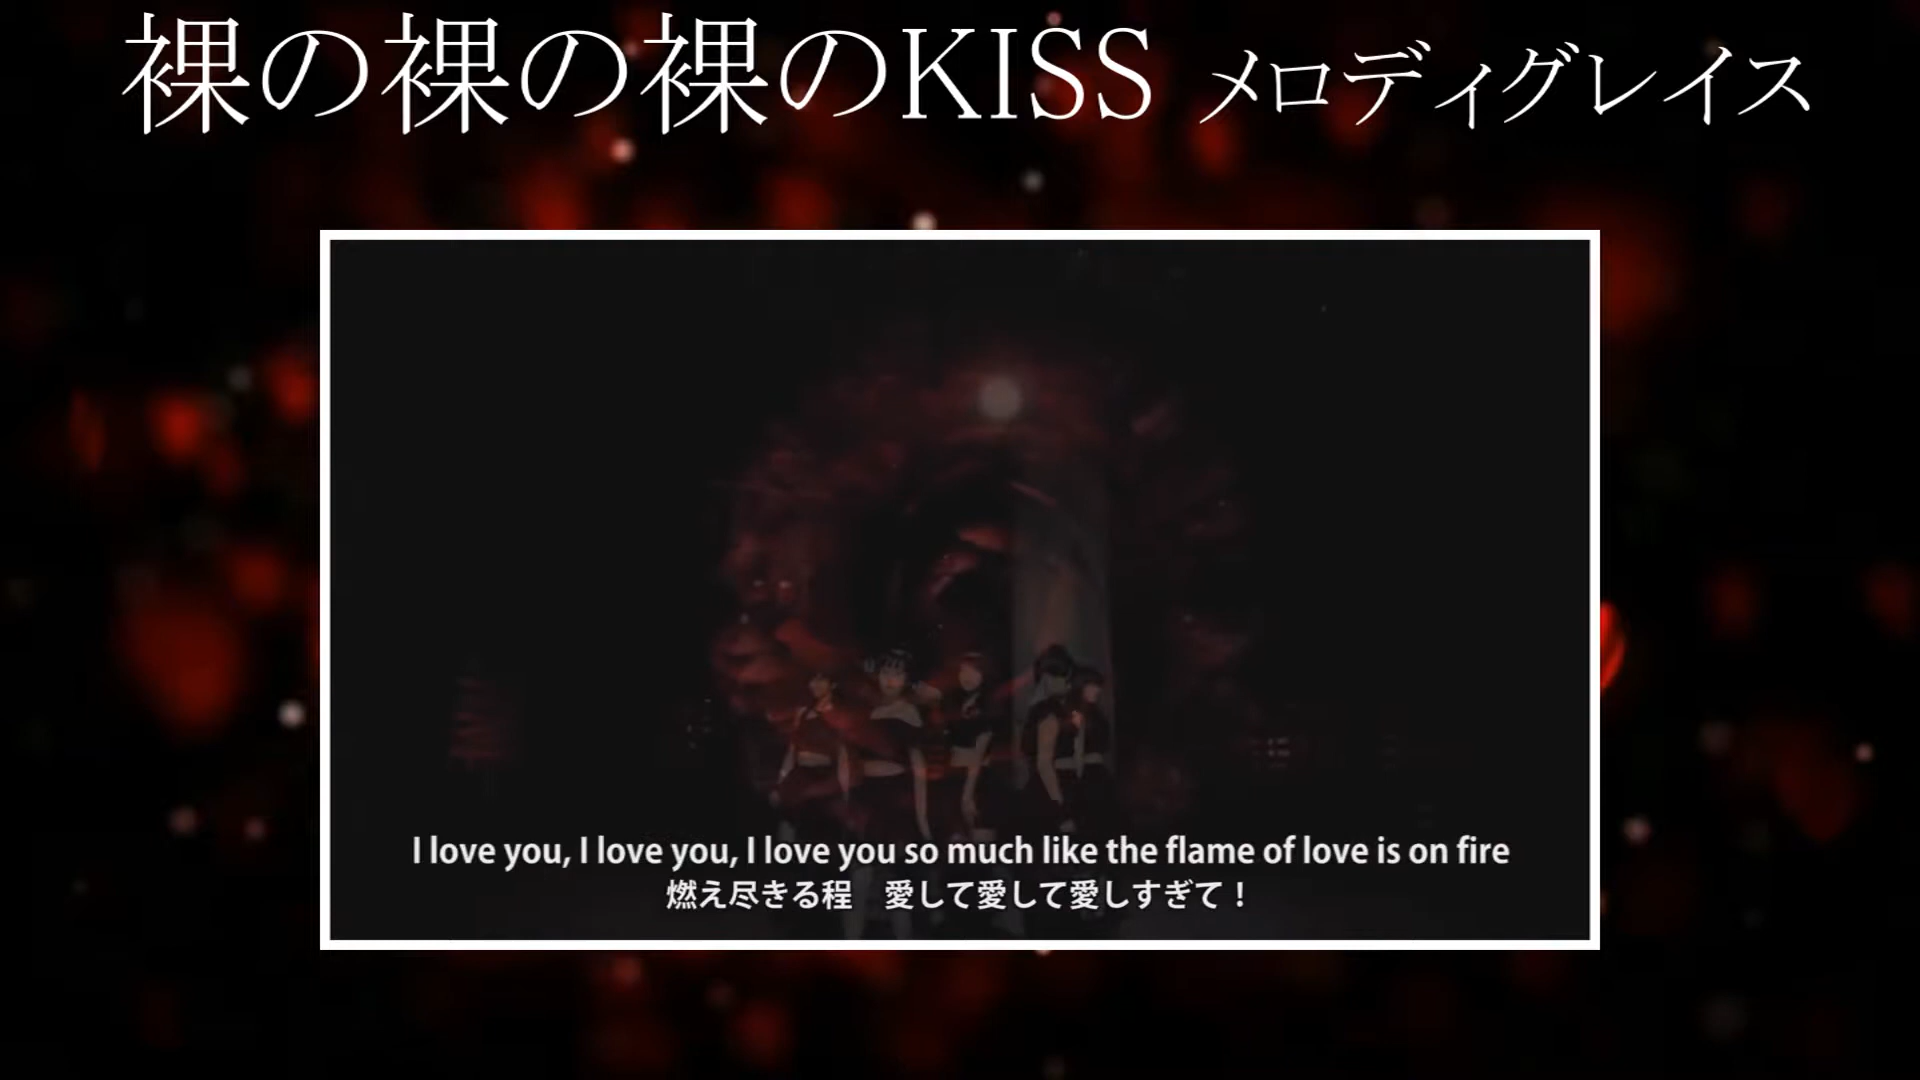 裸の裸の裸のKISS メロディグレイス
I love you, I love you, I love you so much like the flame of love is on fire
燃え尽きる程　愛して愛して愛しすぎて！